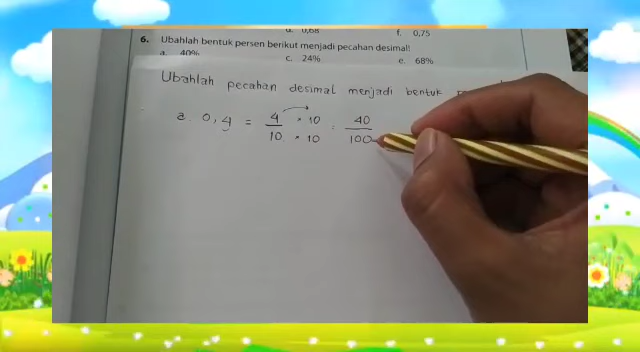 d. 0,68 f. 0,75
6. Ubahlah bentuk persen berikut menjadi pecahan desimal!
a. 40% c. 24% e. 68%
Ubahlah pecahan desimal menjadi bentuk
a. 0,4 = 4/10 × 10/10 = 40/100